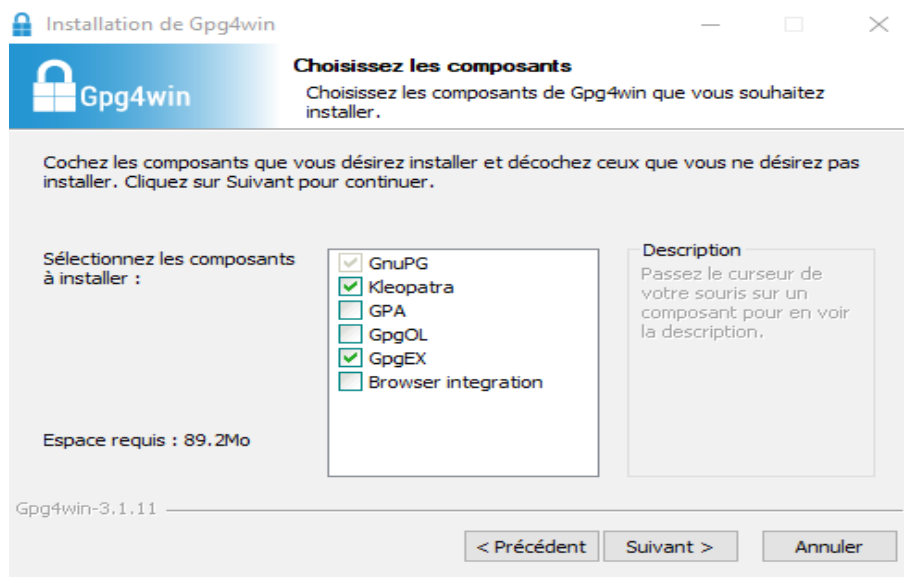 Installation de Gpg4win
Gpg4win
Choisissez les composants
Choisissez les composants de Gpg4win que vous souhaitez
installer.
Cochez les composants que vous désirez installer et décochez ceux que vous ne désirez pas
installer. Cliquez sur Suivant pour continuer.
Sélectionnez les composants
à installer :
GnuPG
Kleopatra
GPA
GpgOL
GpgEX
Browser integration
Description
Passez le curseur de
votre souris sur un
composant pour en voir
la description.
Espace requis : 89.2Mo
Gpg4win-3.1.11
< Précédent
Suivant >
Annuler